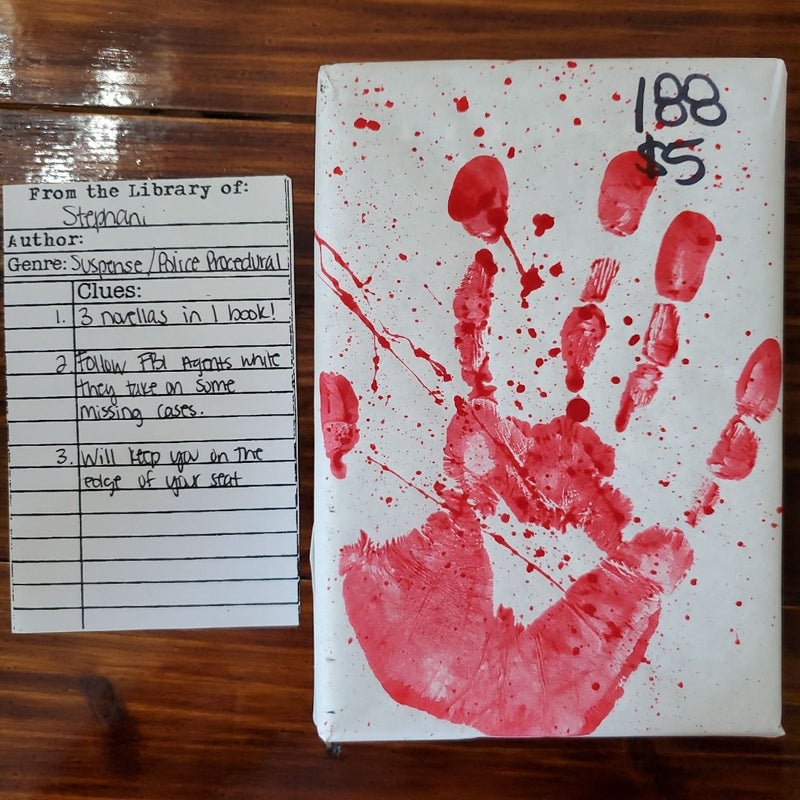 From the Library of:
Stephani
Author:
Genre: Suspense/Police Procedural
Clues:
1. 3 novellas in 1 book!
2. Follow FBI Agents while
they take on some
missing cases.
3. Will keep you on the
edge of your seat
188
$5